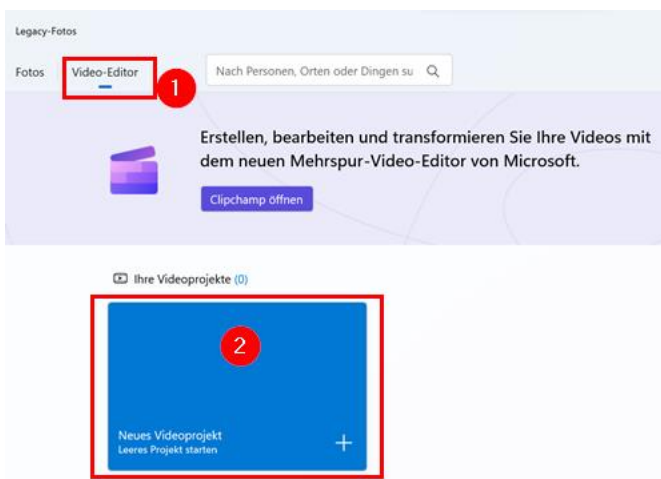 Legacy-Fotos
Fotos Video-Editor Nach Personen, Orten oder Dingen su
1
Erstellen, bearbeiten und transformieren Sie Ihre Videos mit
dem neuen Mehrspur-Video-Editor von Microsoft.
Clipchamp öffnen
Ihre Videoprojekte (0)
2
Neues Videoprojekt
Leeres Projekt starten